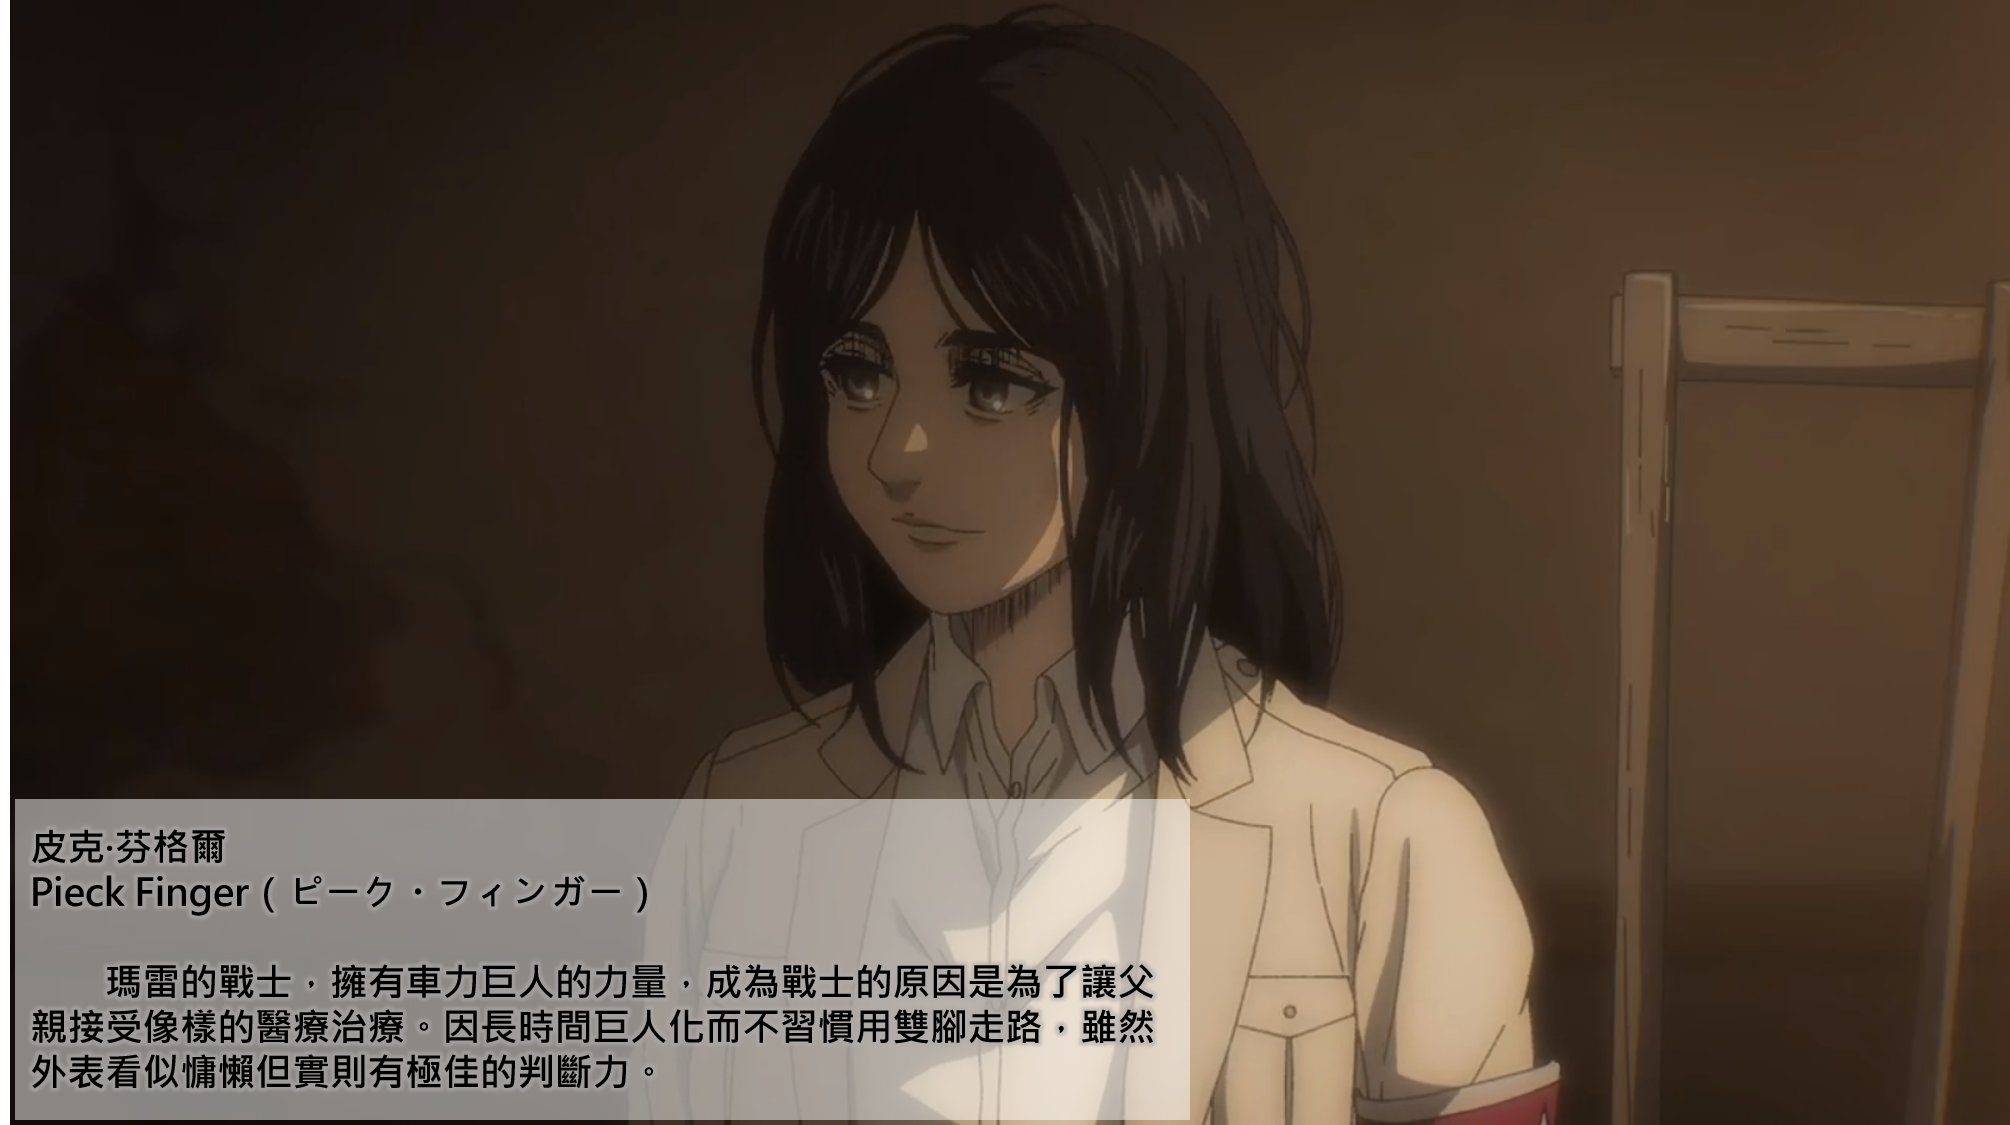 皮克·芬格爾
Pieck Finger（ピーク・フィンガー）
瑪雷的戰士，擁有車力巨人的力量，成為戰士的原因是為了讓父
親接受像樣的醫療治療。因長時間巨人化而不習慣用雙腳走路，雖然
外表看似慵懶但實則有極佳的判斷力。